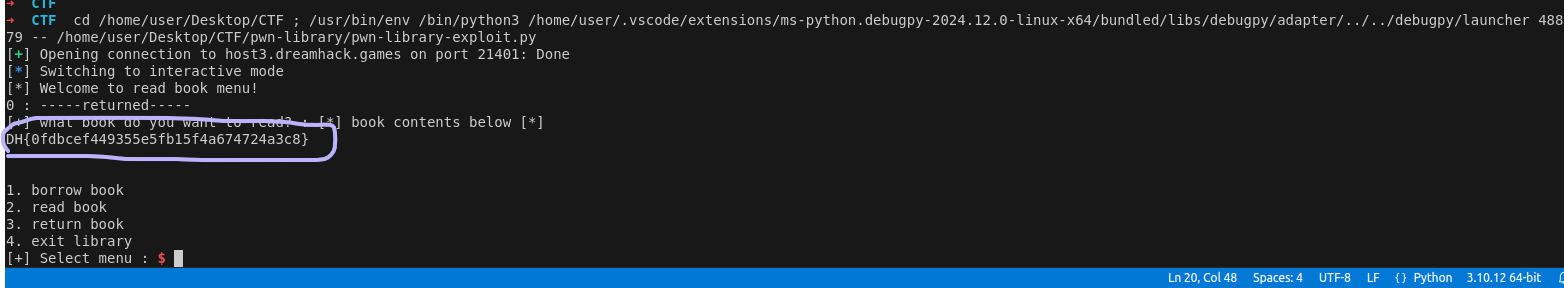 → CTF
→ CTF cd /home/user/Desktop/CTF ; /usr/bin/env /bin/python3 /home/user/.vscode/extensions/ms-python.debugpy-2024.12.0-linux-x64/bundled/libs/debugpy/adapter/../../debugpy/launcher 488
79 -- /home/user/Desktop/CTF/pwn-library/pwn-library-exploit.py
[+] Opening connection to host3.dreamhack.games on port 21401: Done
[*] Switching to interactive mode
[*] Welcome to read book menu!
0 : -----returned-----
[+] what book do you want to read? : [*] book contents below [*]
DH{0fdbcef449355e5fb15f4a674724a3c8}
1. borrow book
2. read book
3. return book
4. exit library
[+] Select menu : $
Ln 20, Col 48 Spaces: 4 UTF-8 LF {} Python 3.10.12 64-bit